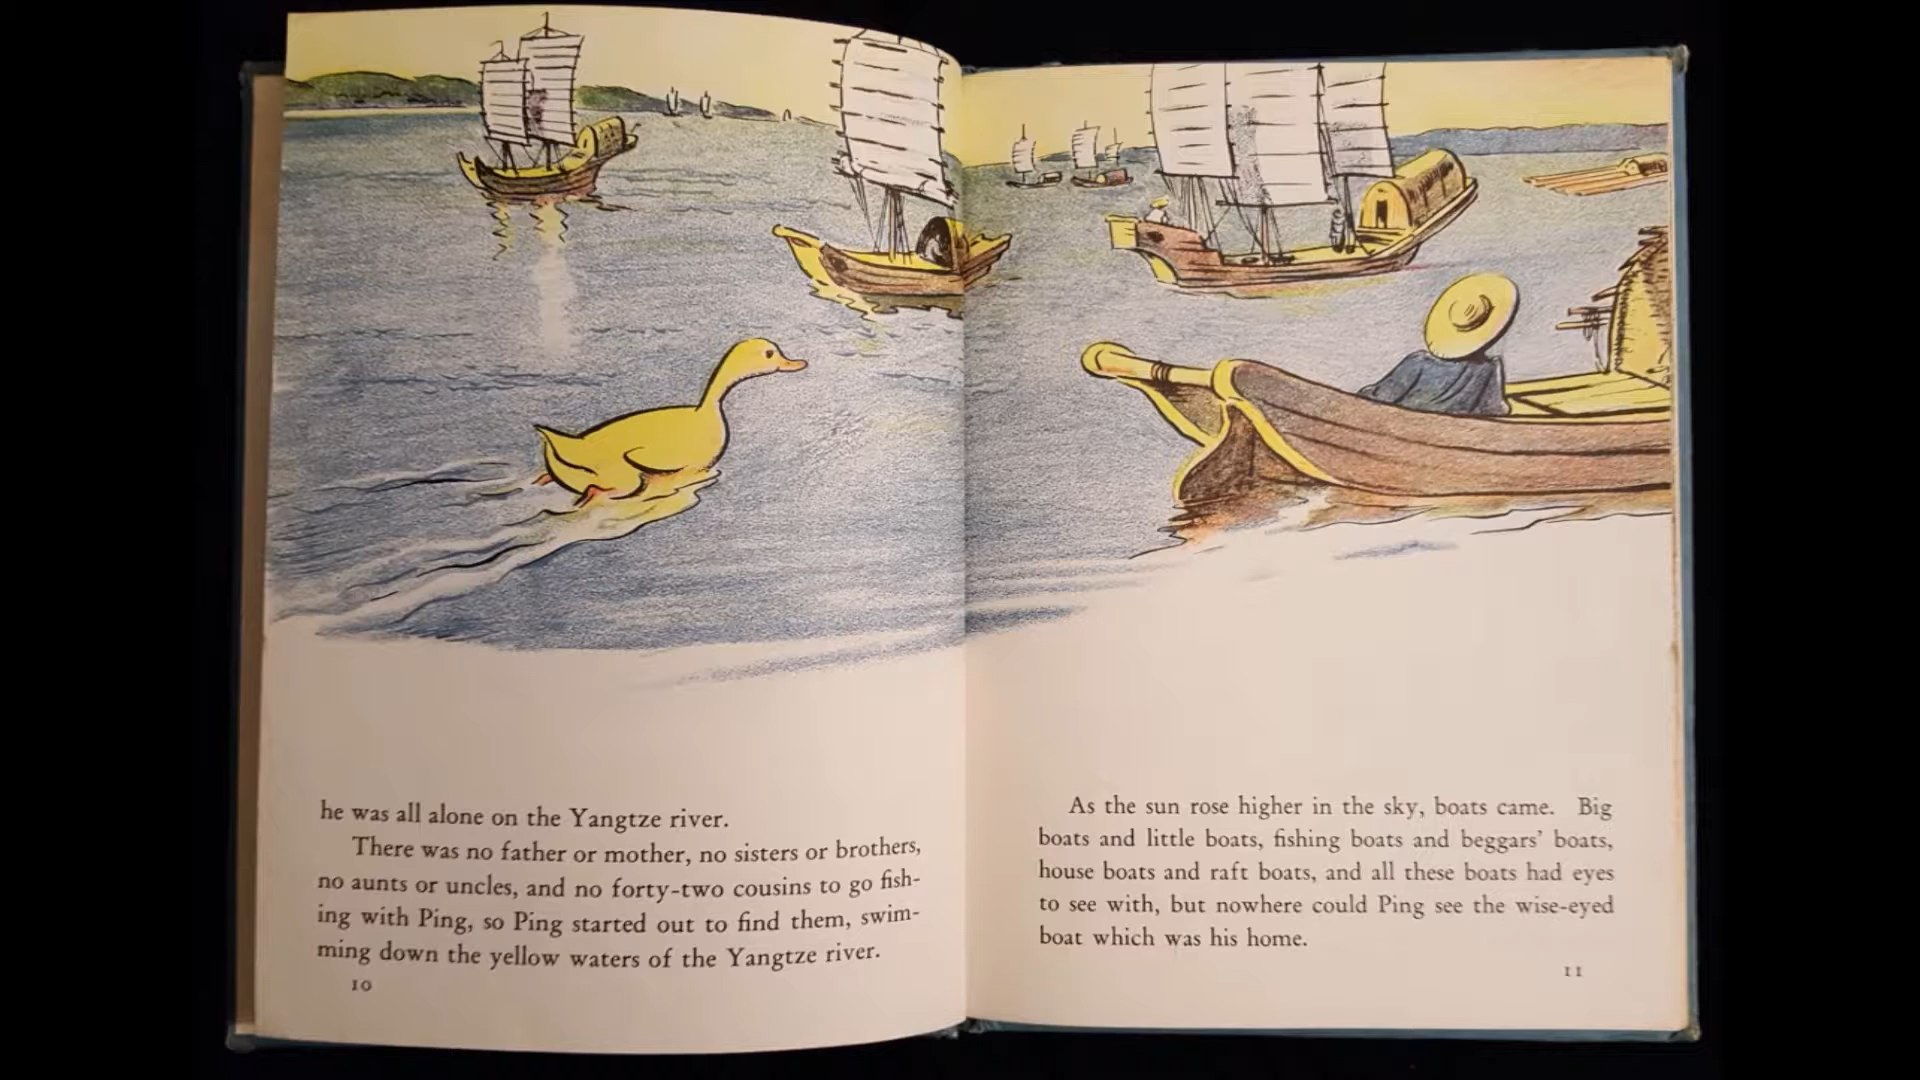 he was all alone on the Yangtze river.
There was no father or mother, no sisters or brothers,
no aunts or uncles, and no forty-two cousins to go fish-
ing with Ping, so Ping started out to find them, swim-
ming down the yellow waters of the Yangtze river.
10
As the sun rose higher in the sky, boats came. Big
boats and little boats, fishing boats and beggars' boats,
house boats and raft boats, and all these boats had eyes
to see with, but nowhere could Ping see the wise-eyed
boat which was his home.
11